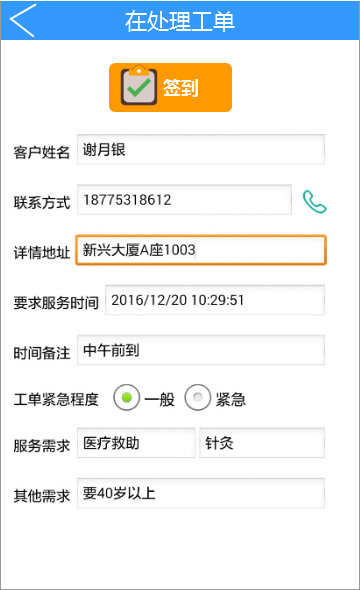 在处理工单
签到
客户姓名 谢月银
联系方式 18775318612
详情地址 新兴大厦A座1003
要求服务时间 2016/12/20 10:29:51
时间备注 中午前到
工单紧急程度 一般 紧急
服务需求 医疗救助 针灸
其他需求 要40岁以上